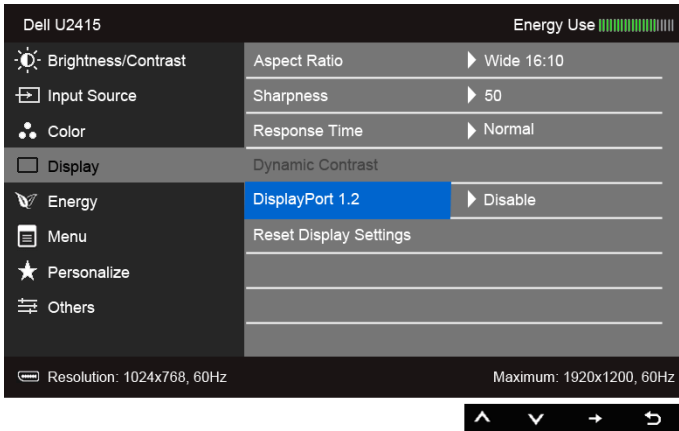 Dell U2415 Energy Use
Brightness/Contrast Aspect Ratio Wide 16:10
Input Source Sharpness 50
Color Response Time Normal
Display Dynamic Contrast
Energy DisplayPort 1.2 Disable
Menu Reset Display Settings
Personalize
Others
Resolution: 1024x768, 60Hz Maximum: 1920x1200, 60Hz